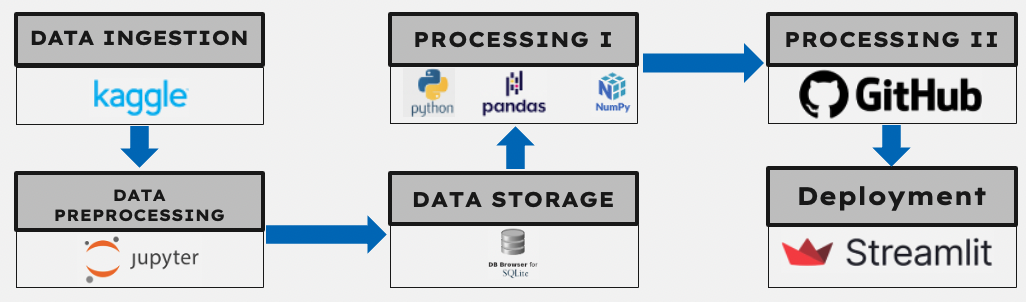 DATA INGESTION
kaggle
DATA
PREPROCESSING
jupyter
DATA STORAGE
DB Browser for
SQLite
PROCESSING I
python
pandas
NumPy
PROCESSING II
GitHub
Deployment
Streamlit